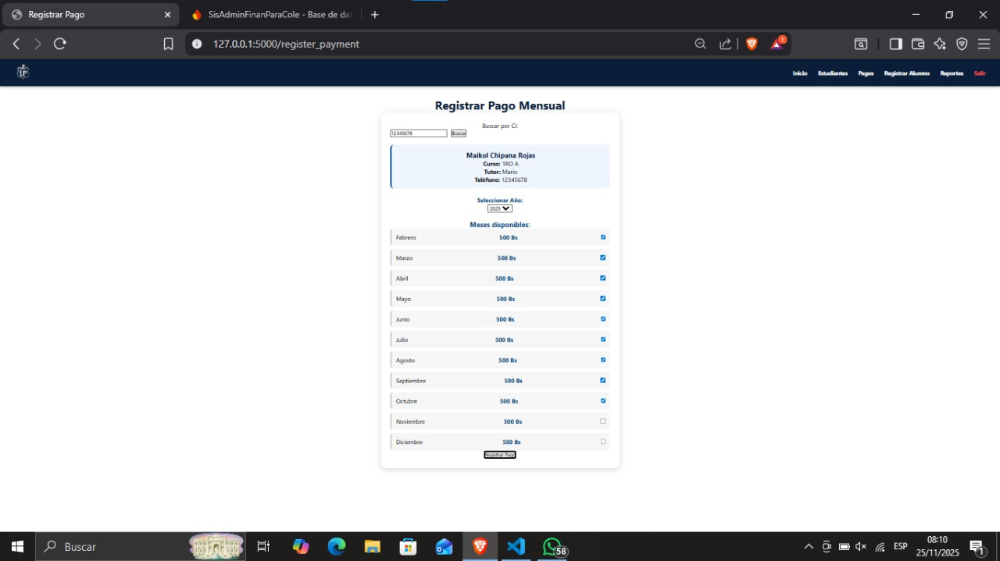 Registrar Pago
SisAdminFinanParaCole - Base de dat
127.0.0.1:5000/register_payment
1
LP
Inicio Estudiantes Pagos Registrar Alumno Reportes Salir
Registrar Pago Mensual
Buscar por CI:
12345678 Buscar
Maikol Chipana Rojas
Curso: 1RO A
Tutor: Mario
Teléfono: 12345678
Seleccionar Año:
2025
Meses disponibles:
Febrero 500 Bs
Marzo 500 Bs
Abril 500 Bs
Mayo 500 Bs
Junio 500 Bs
Julio 500 Bs
Agosto 500 Bs
Septiembre 500 Bs
Octubre 500 Bs
Noviembre 500 Bs
Diciembre 500 Bs
Registrar Pago
Buscar
58
ESP
08:10
25/11/2025
1